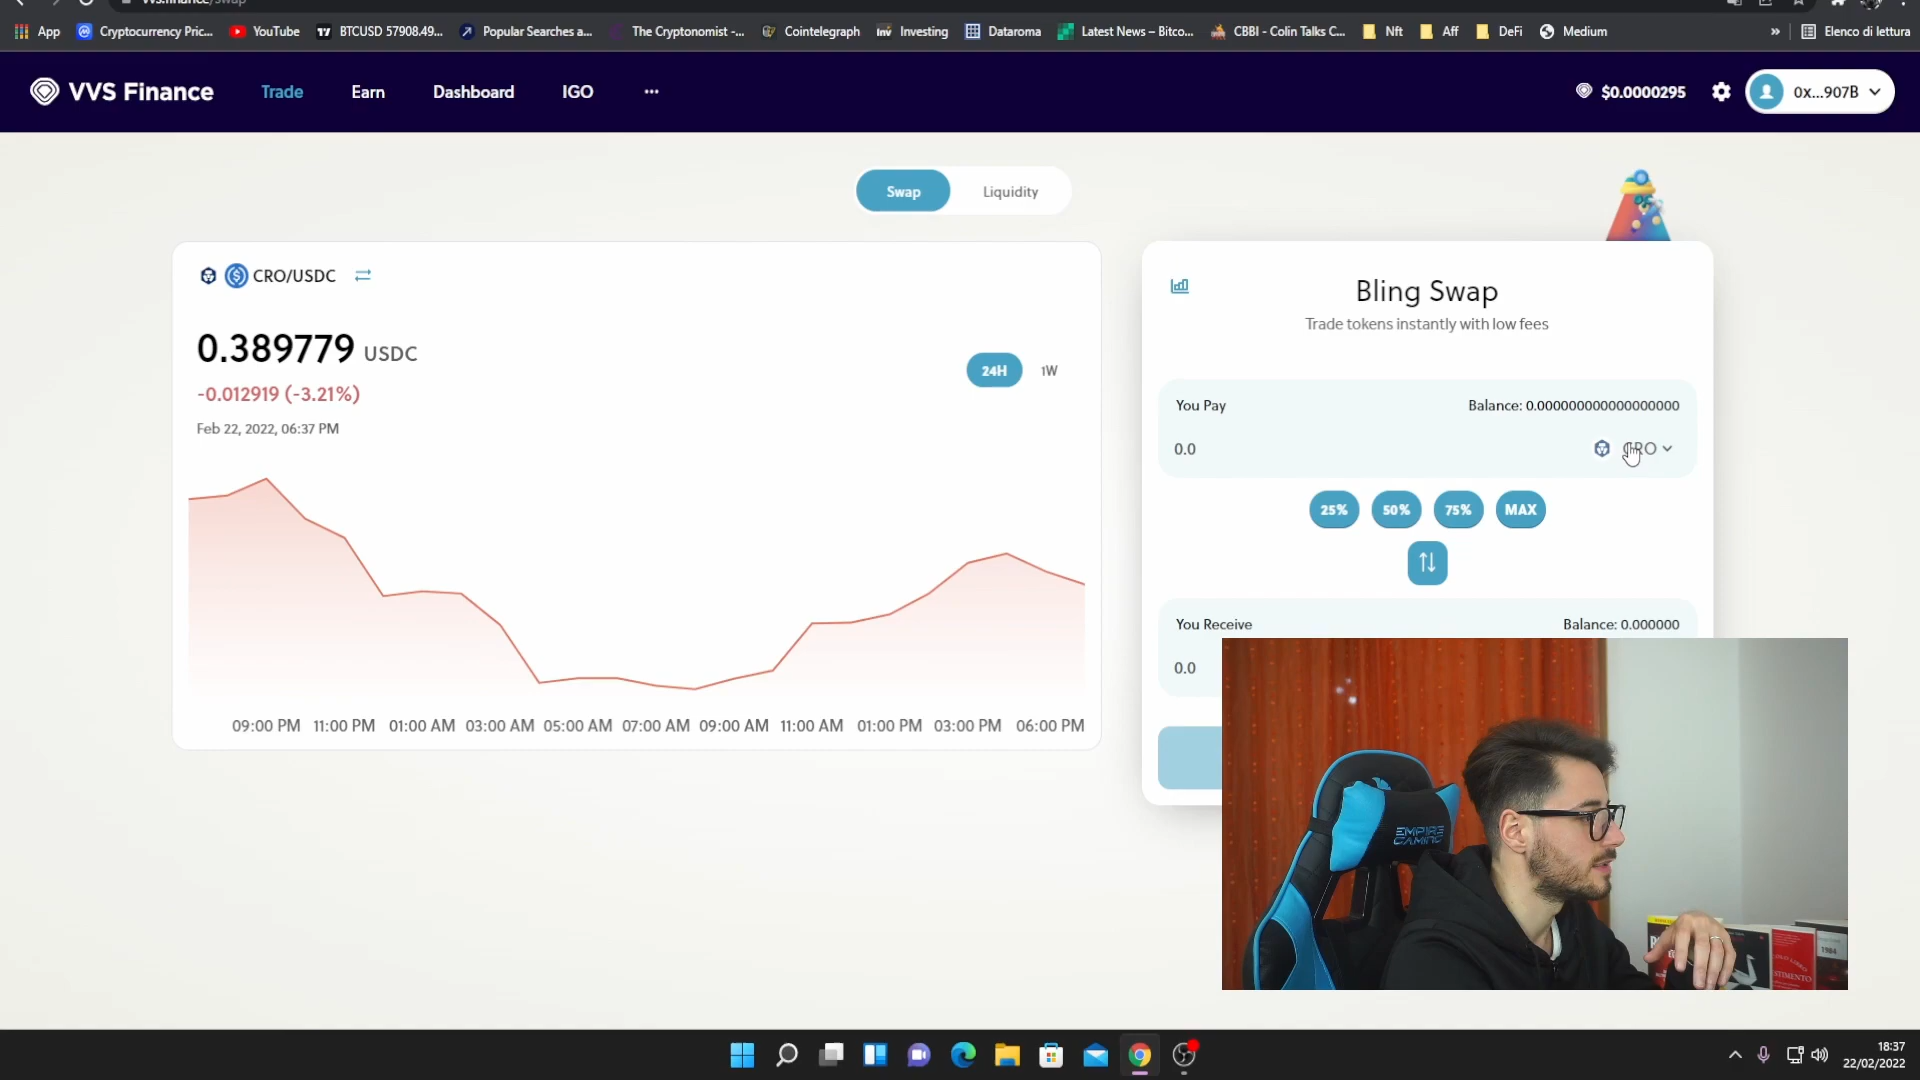 vvs.finance/swap
App
Cryptocurrency Pric...
YouTube
BTCUSD 57908.49...
Popular Searches a...
The Cryptonomist -...
Cointelegraph
Investing
Dataroma
Latest News – Bitco...
CBBI - Colin Talks C...
Nft
Aff
DeFi
Medium
»
Elenco di lettura
VVS Finance
Trade
Earn
Dashboard
IGO
$0.0000295
0x...907B
Swap
Liquidity
CRO/USDC
0.389779 USDC
-0.012919 (-3.21%)
Feb 22, 2022, 06:37 PM
24H
1W
09:00 PM 11:00 PM 01:00 AM 03:00 AM 05:00 AM 07:00 AM 09:00 AM 11:00 AM 01:00 PM 03:00 PM 06:00 PM
Bling Swap
Trade tokens instantly with low fees
You Pay
Balance: 0.000000000000000000
0.0
CRO
25%
50%
75%
MAX
You Receive
Balance: 0.000000
0.0
EMPIRE
GAMING
1984
STIMENTO
18:37
22/02/2022